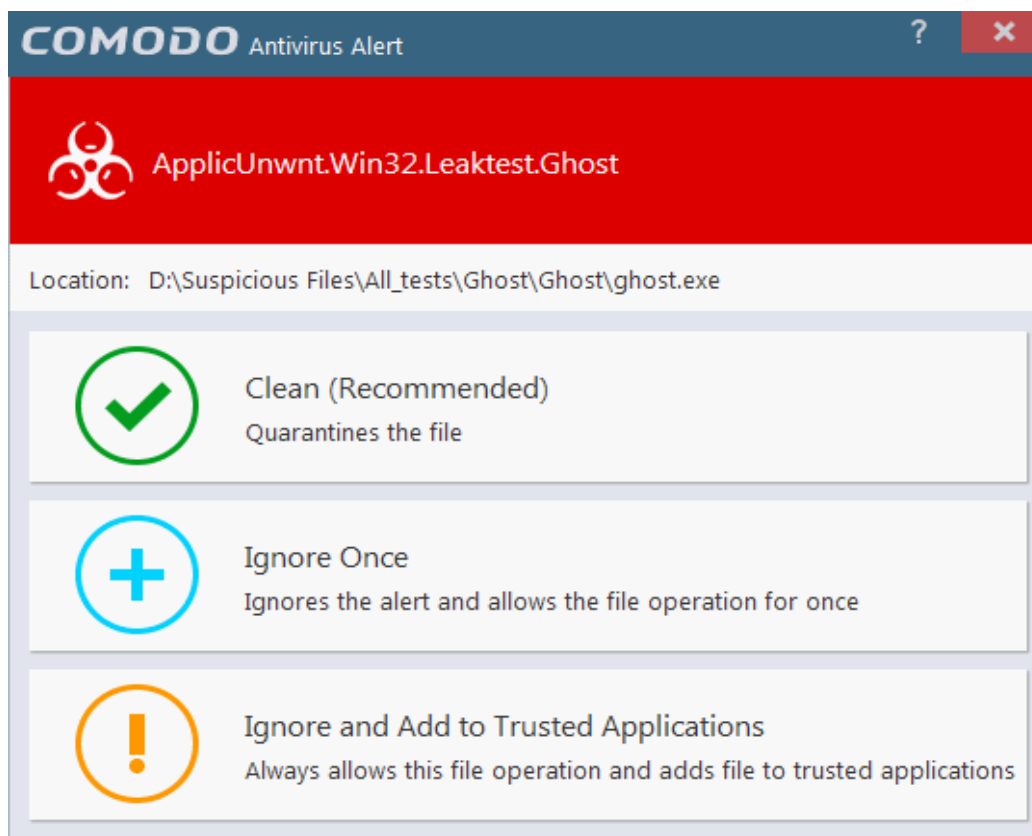 COMODO Antivirus Alert ?
ApplicUnwnt.Win32.Leaktest.Ghost
Location: D:\Suspicious Files\All_tests\Ghost\Ghost\ghost.exe
Clean (Recommended)
Quarantines the file
Ignore Once
Ignores the alert and allows the file operation for once
Ignore and Add to Trusted Applications
Always allows this file operation and adds file to trusted applications